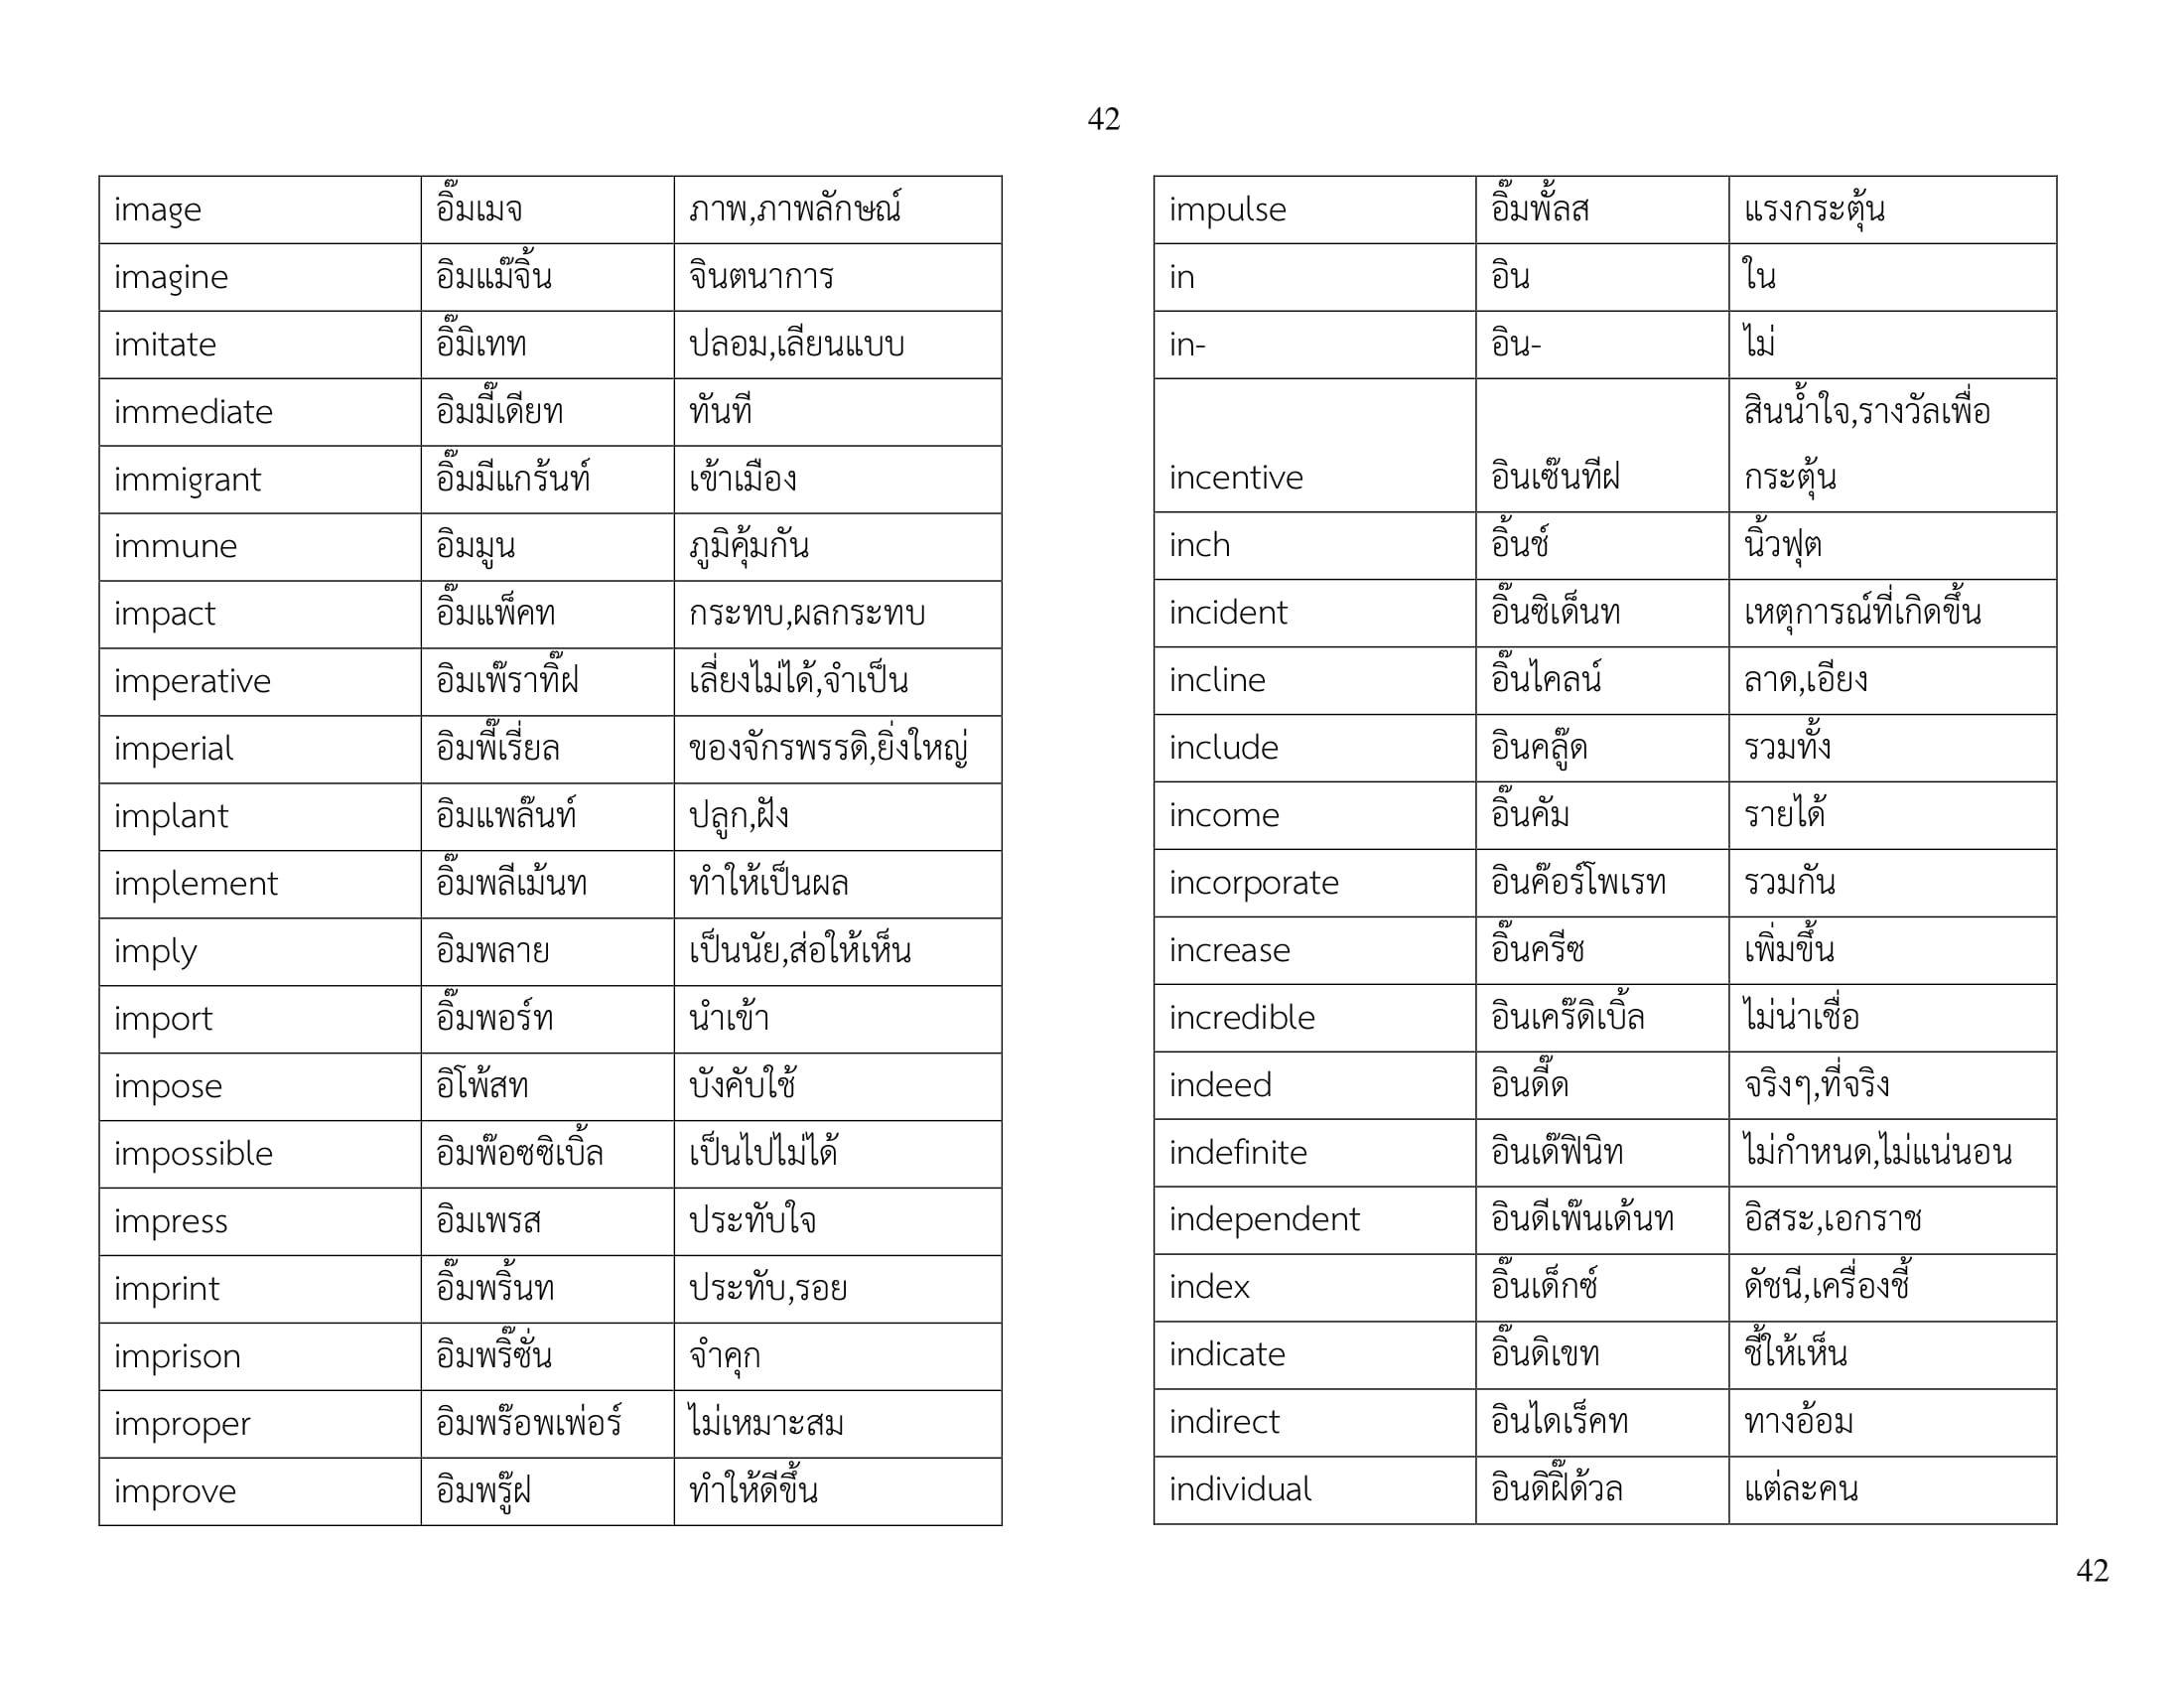 42
image อิ๊มเมจ ภาพ,ภาพลักษณ์
imagine อิมแม๊จิ้น จินตนาการ
imitate อิ๊มิเทท ปลอม,เลียนแบบ
immediate อิมมี๊เดียท ทันที
immigrant อิ๊มมีแกร้นท์ เข้าเมือง
immune อิมมูน ภูมิคุ้มกัน
impact อิ๊มแพ็คท กระทบ,ผลกระทบ
imperative อิมเพ๊ราทิ๊ฝ เลี่ยงไม่ได้,จำเป็น
imperial อิมพี๊เรี่ยล ของจักรพรรดิ,ยิ่งใหญ่
implant อิมแพล๊นท์ ปลูก,ฝัง
implement อิ๊มพลีเม้นท ทำให้เป็นผล
imply อิมพลาย เป็นนัย,ส่อให้เห็น
import อิ๊มพอร์ท นำเข้า
impose อิโพ้สท บังคับใช้
impossible อิมพ๊อซซิเบิ้ล เป็นไปไม่ได้
impress อิมเพรส ประทับใจ
imprint อิ๊มพริ้นท ประทับ,รอย
imprison อิมพริ๊ซั่น จำคุก
improper อิมพร๊อพเพ่อร์ ไม่เหมาะสม
improve อิมพรู๊ฝ ทำให้ดีขึ้น
impulse อิ๊มพั้ลส แรงกระตุ้น
in อิน ใน
in- อิน- ไม่
สินน้ำใจ,รางวัลเพื่อ
incentive อินเซ๊นทีฝ กระตุ้น
inch อิ้นช์ นิ้วฟุต
incident อิ๊นซิเด็นท เหตุการณ์ที่เกิดขึ้น
incline อิ๊นไคลน์ ลาด,เอียง
include อินคลู๊ด รวมทั้ง
income อิ๊นคัม รายได้
incorporate อินค๊อร์โพเรท รวมกัน
increase อิ๊นครีซ เพิ่มขึ้น
incredible อินเคร๊ดิเบิ้ล ไม่น่าเชื่อ
indeed อินดี๊ด จริงๆ,ที่จริง
indefinite อินเด๊ฟินิท ไม่กำหนด,ไม่แน่นอน
independent อินดีเพ๊นเด้นท อิสระ,เอกราช
index อิ๊นเด็กซ์ ดัชนี,เครื่องชี้
indicate อิ๊นดิเขท ชี้ให้เห็น
indirect อินไดเร็คท ทางอ้อม
individual อินดิฝิ๊ด้วล แต่ละคน
42